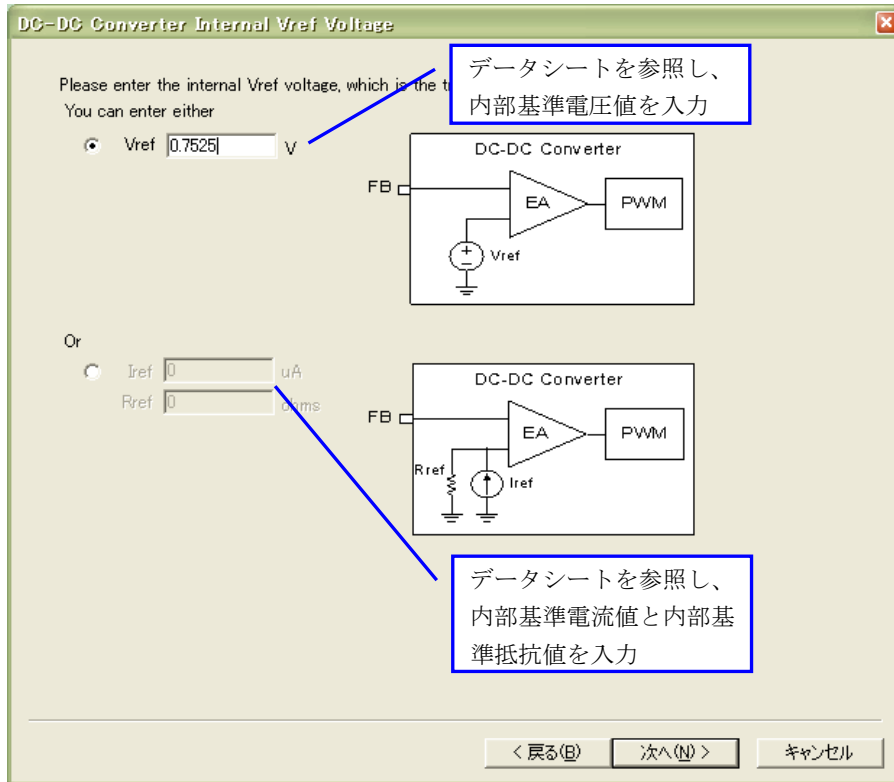 DC-DC Converter Internal Vref Voltage
データシートを参照し、
内部基準電圧値を入力
Please enter the internal Vref voltage, which is the
You can enter either
Vref 0.7525 V
DC-DC Converter
FB
EA
PWM
Vref
Or
Iref 0 uA
Rref 0 ohms
DC-DC Converter
FB
EA
PWM
Rref
Iref
データシートを参照し、
内部基準電流値と内部基
準抵抗値を入力
< 戻る(B)
次へ(N) >
キャンセル